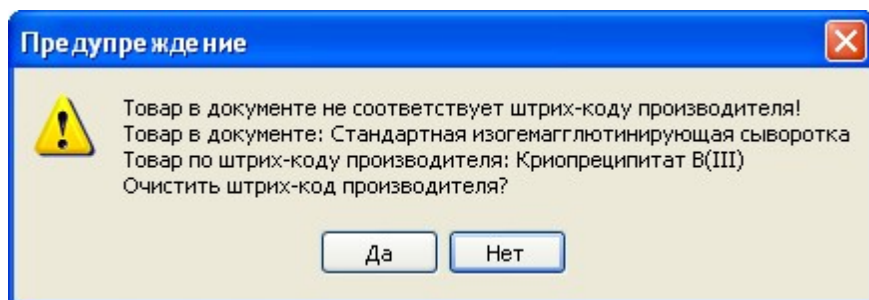 Предупреждение
Товар в документе не соответствует штрих-коду производителя!
Товар в документе: Стандартная изогемагглютинирующая сыворотка
Товар по штрих-коду производителя: Криопреципитат B(III)
Очистить штрих-код производителя?
Да Нет